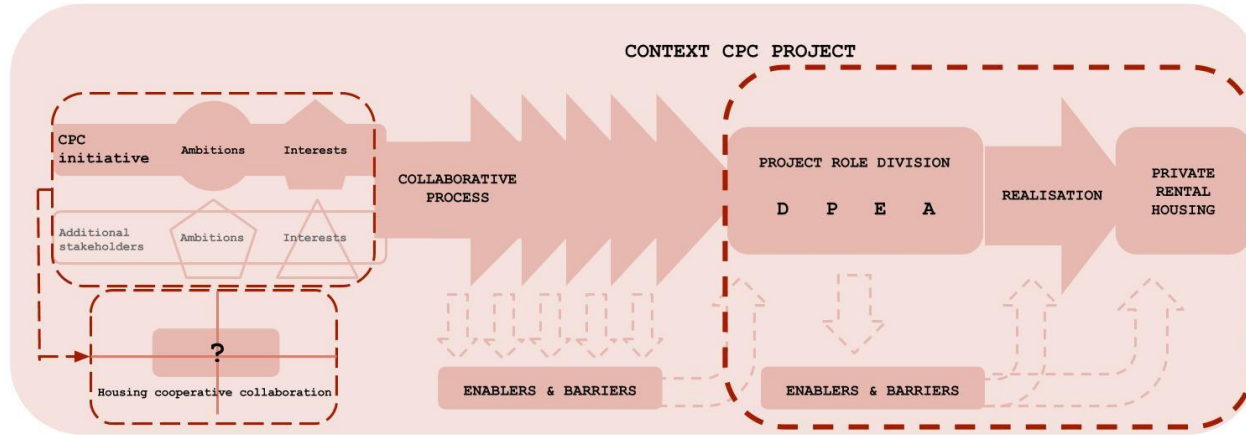 CONTEXT CPC PROJECT
CPC
initiative
Ambitions
Interests
Additional
stakeholders
Ambitions
Interests
?
Housing cooperative collaboration
COLLABORATIVE
PROCESS
ENABLERS & BARRIERS
PROJECT ROLE DIVISION
D P E A
ENABLERS & BARRIERS
REALISATION
PRIVATE
RENTAL
HOUSING